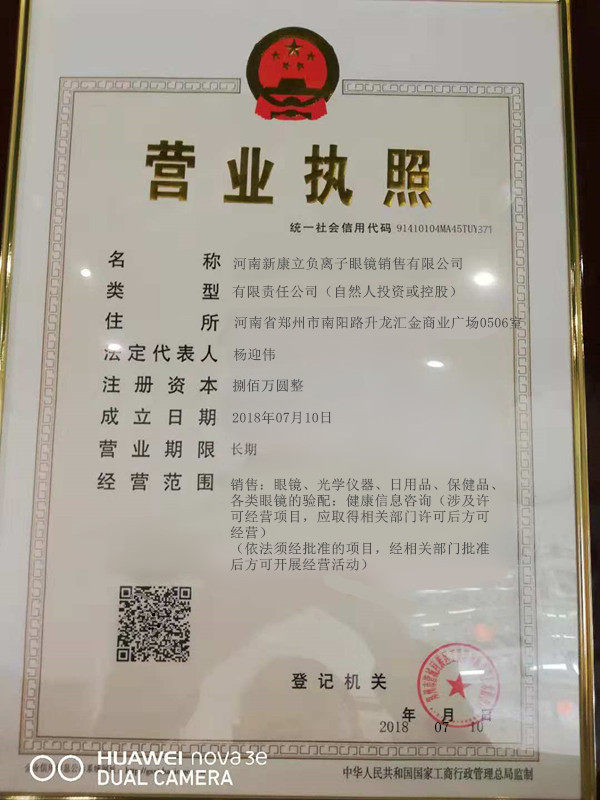 营业执照
统一社会信用代码 91410104MA45TUY371
名称 河南新康立负离子眼镜销售有限公司
类型 有限责任公司（自然人投资或控股）
住所 河南省郑州市南阳路升龙汇金商业广场0506室
法定代表人 杨迎伟
注册资本 捌佰万圆整
成立日期 2018年07月10日
营业期限 长期
经营范围 销售：眼镜、光学仪器、日用品、保健品、
各类眼镜的验配；健康信息咨询（涉及许
可经营项目，应取得相关部门许可后方可
经营）
（依法须经批准的项目，经相关部门批准
后方可开展经营活动）
登记机关
年 月 日
2018 07 10
HUAWEI nova 3e
DUAL CAMERA
中华人民共和国国家工商行政管理总局监制